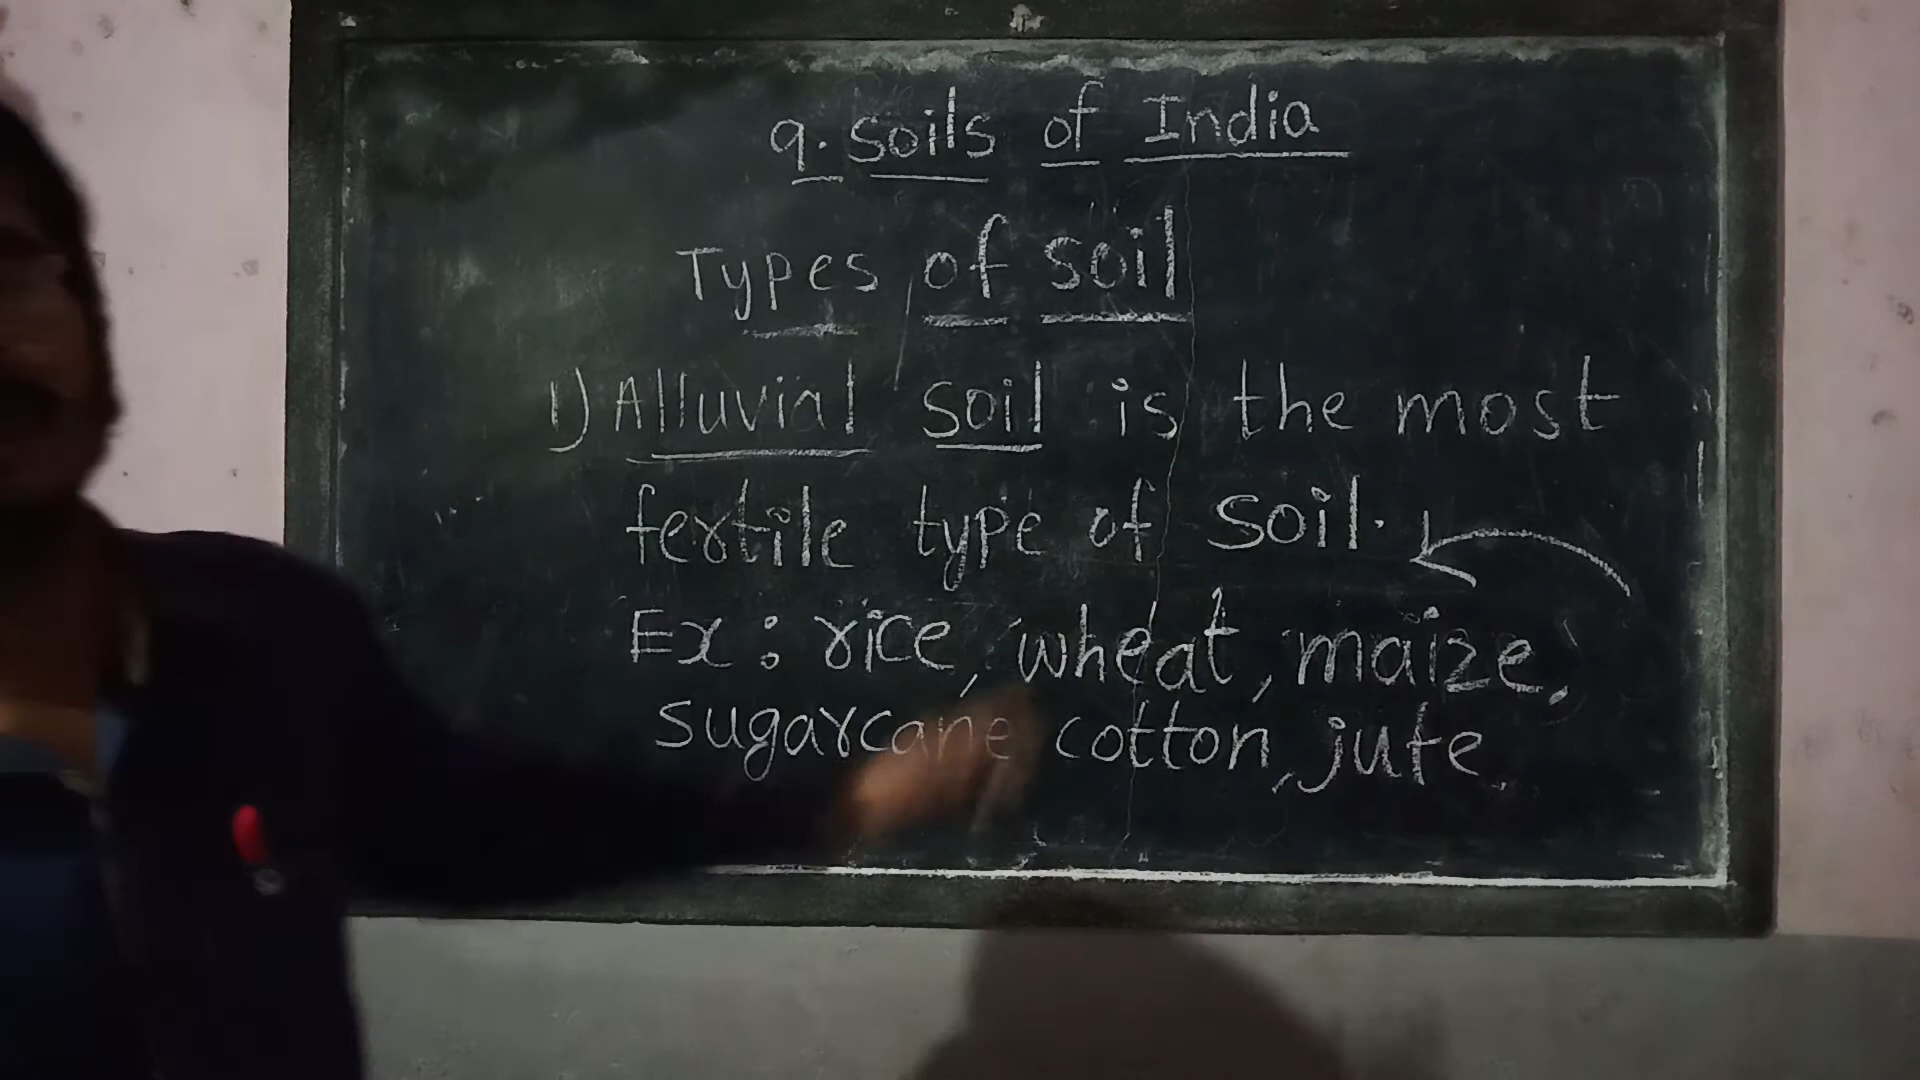 9. Soils of India
Types of soil
1) Alluvial soil is the most
fertile type of soil.
Ex: rice, wheat, maize,
sugarcane cotton, jute.